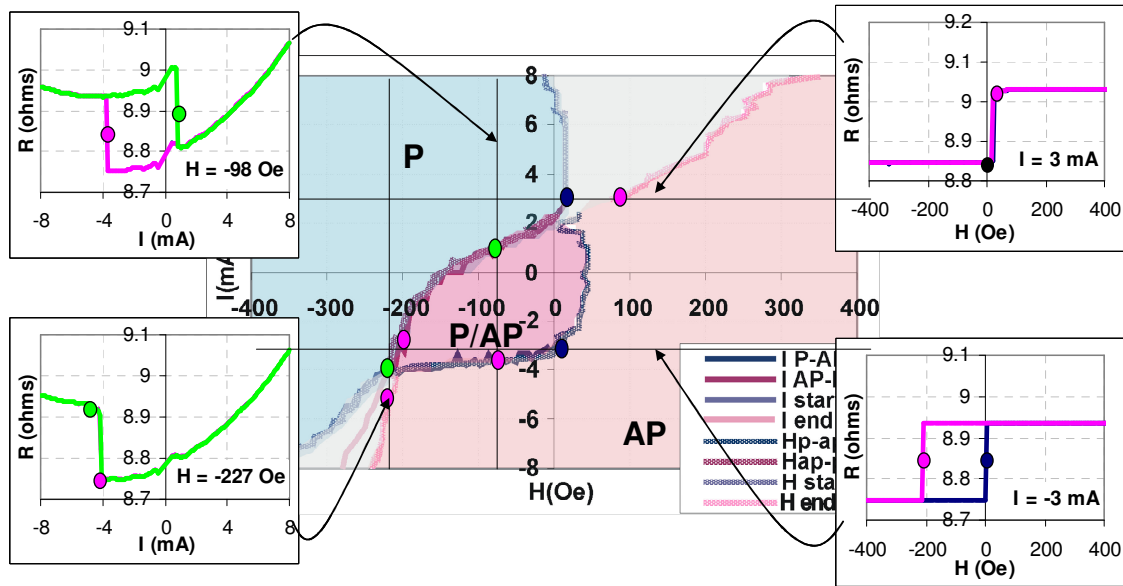 9.1
9
8.9
8.8
8.7
R (ohms)
-8
-4
0
4
8
I (mA)
H = -98 Oe
9.2
9.1
9
8.9
8.8
R (ohms)
-400
-200
0
200
400
H (Oe)
I = 3 mA
8
6
4
2
0
-2
-4
-6
-8
I(mA
-400
-300
-200
-100
0
100
200
300
400
H(Oe)
P
P/AP
AP
I P-A
I AP-
I star
I end
Hp-ap
Hap-p
H sta
H end
9.1
9
8.9
8.8
8.7
R (ohms)
-8
-4
0
4
8
I (mA)
H = -227 Oe
9.1
9
8.9
8.8
8.7
R (ohms)
-400
-200
0
200
400
H (Oe)
I = -3 mA